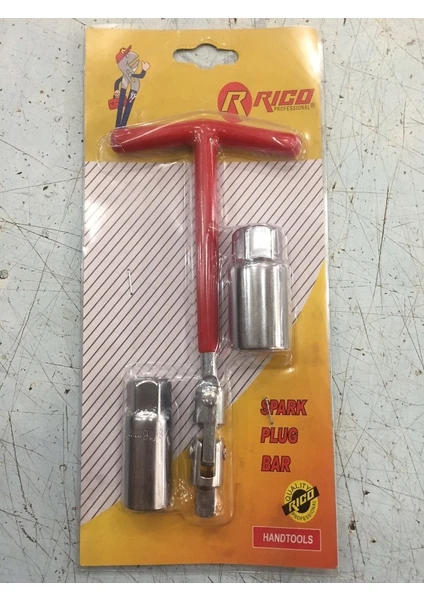 R RICO
PROFESSIONAL®
SPARK
PLUG
BAR
QUALITY
RICO
PROFESSIONAL
HANDTOOLS